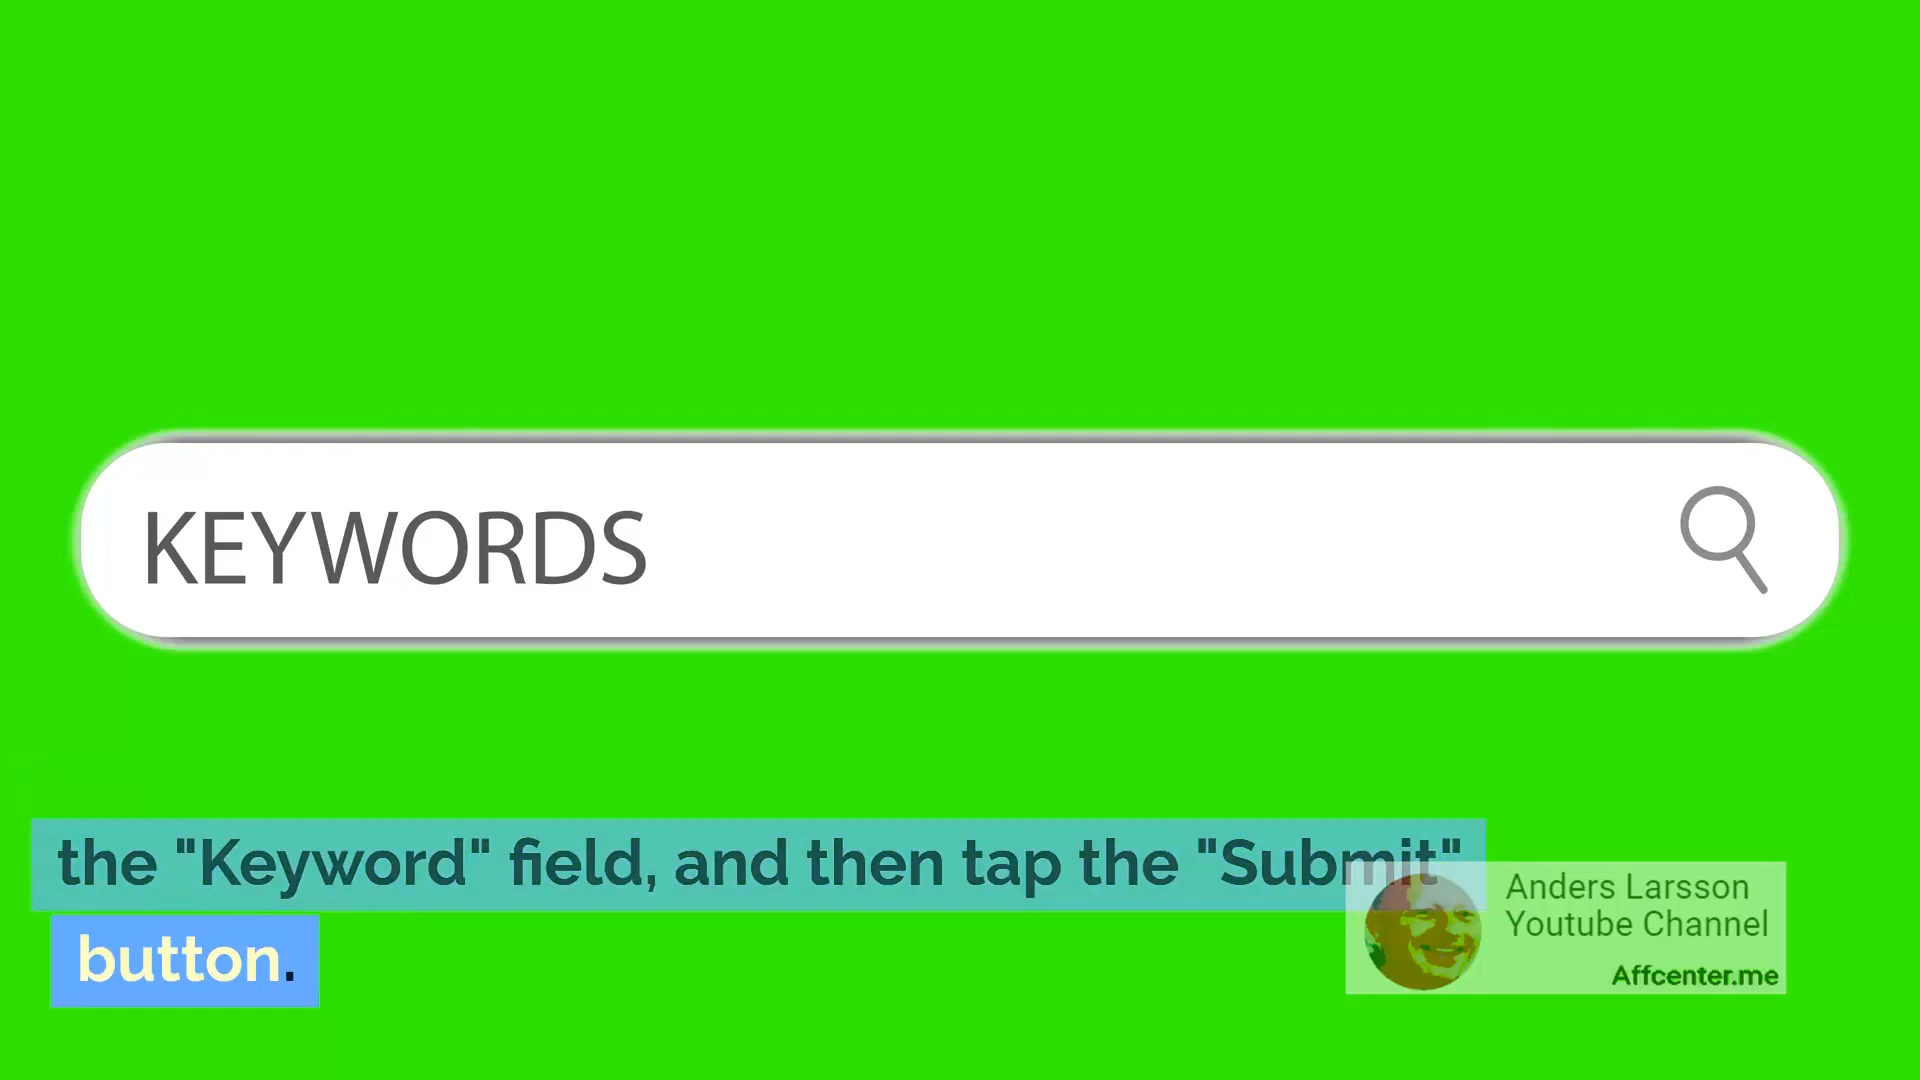 KEYWORDS
the "Keyword" field, and then tap the "Submit"
button.
Anders Larsson
Youtube Channel
Affcenter.me